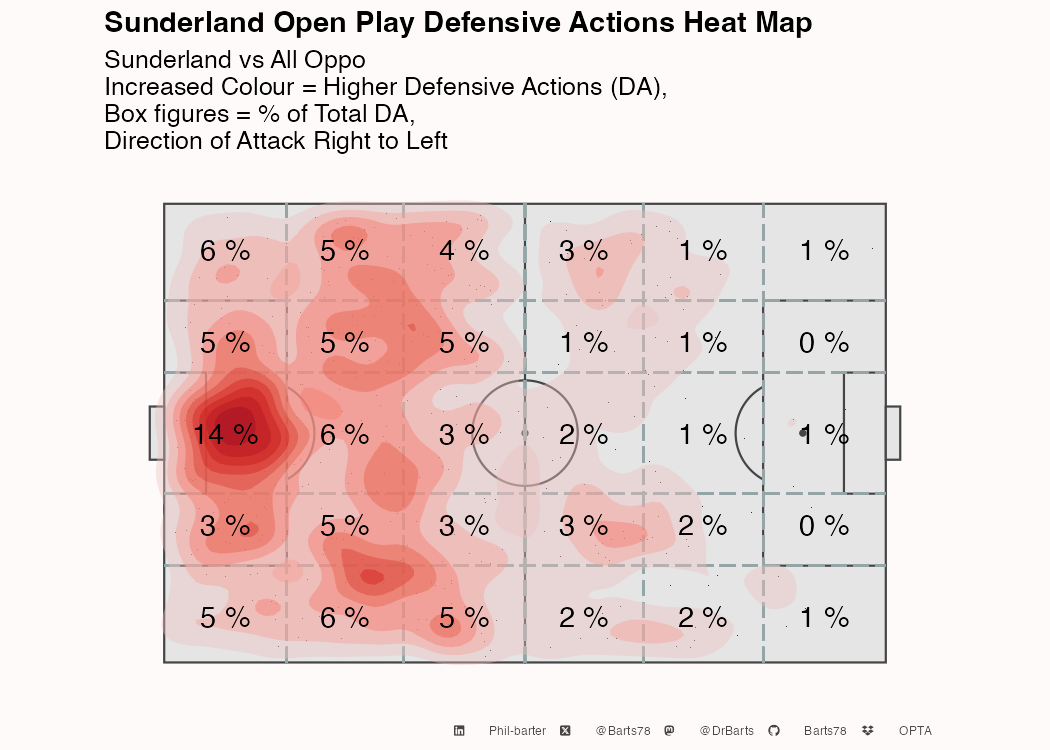 Sunderland Open Play Defensive Actions Heat Map
Sunderland vs All Oppo
Increased Colour = Higher Defensive Actions (DA),
Box figures = % of Total DA,
Direction of Attack Right to Left
6 % 5 % 4 % 3 % 1 % 1 %
5 % 5 % 5 % 1 % 1 % 0 %
14 % 6 % 3 % 2 % 1 % 1 %
3 % 5 % 3 % 3 % 2 % 0 %
5 % 6 % 5 % 2 % 2 % 1 %
Phil-barter @Barts78 @DrBarts Barts78 OPTA